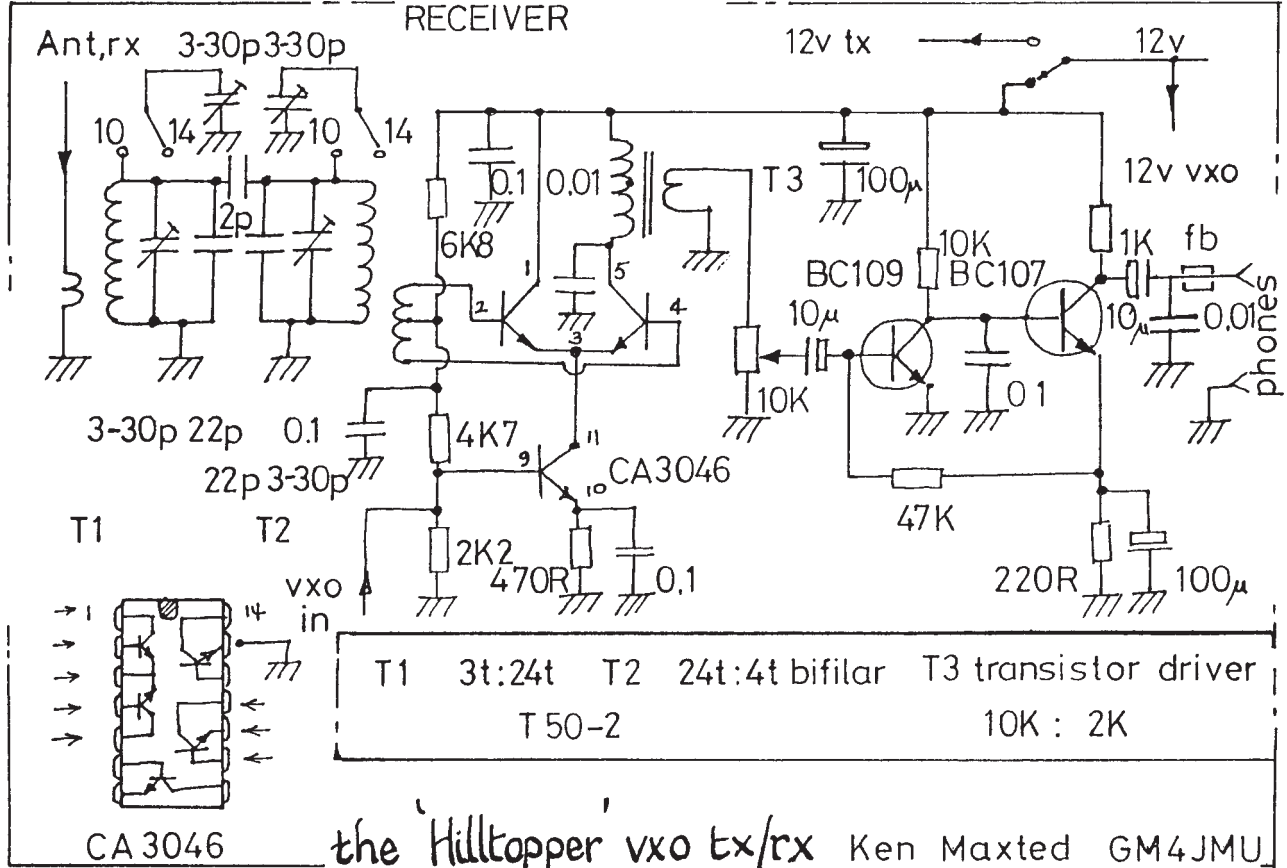 RECEIVER
Ant,rx 3-30p 3-30p 12v tx 12v
10 14 10 14
2p
0.1 0.01 T3 100µ 12v vxo
6K8 10K 1K fb
BC109 BC107
1 5
2 4
3
10µ 10µ 0.01
10K 0.1 phones
3-30p 22p 0.1 4K7 11
22p 3-30p 9 10 CA3046
47K
T1 T2 2K2
470R 0.1 220R 100µ
vxo
in
1 14
T1 3t:24t T2 24t:4t bifilar T3 transistor driver
T50-2 10K : 2K
CA3046
the 'Hilltopper' vxo tx/rx Ken Maxted GM4JMU